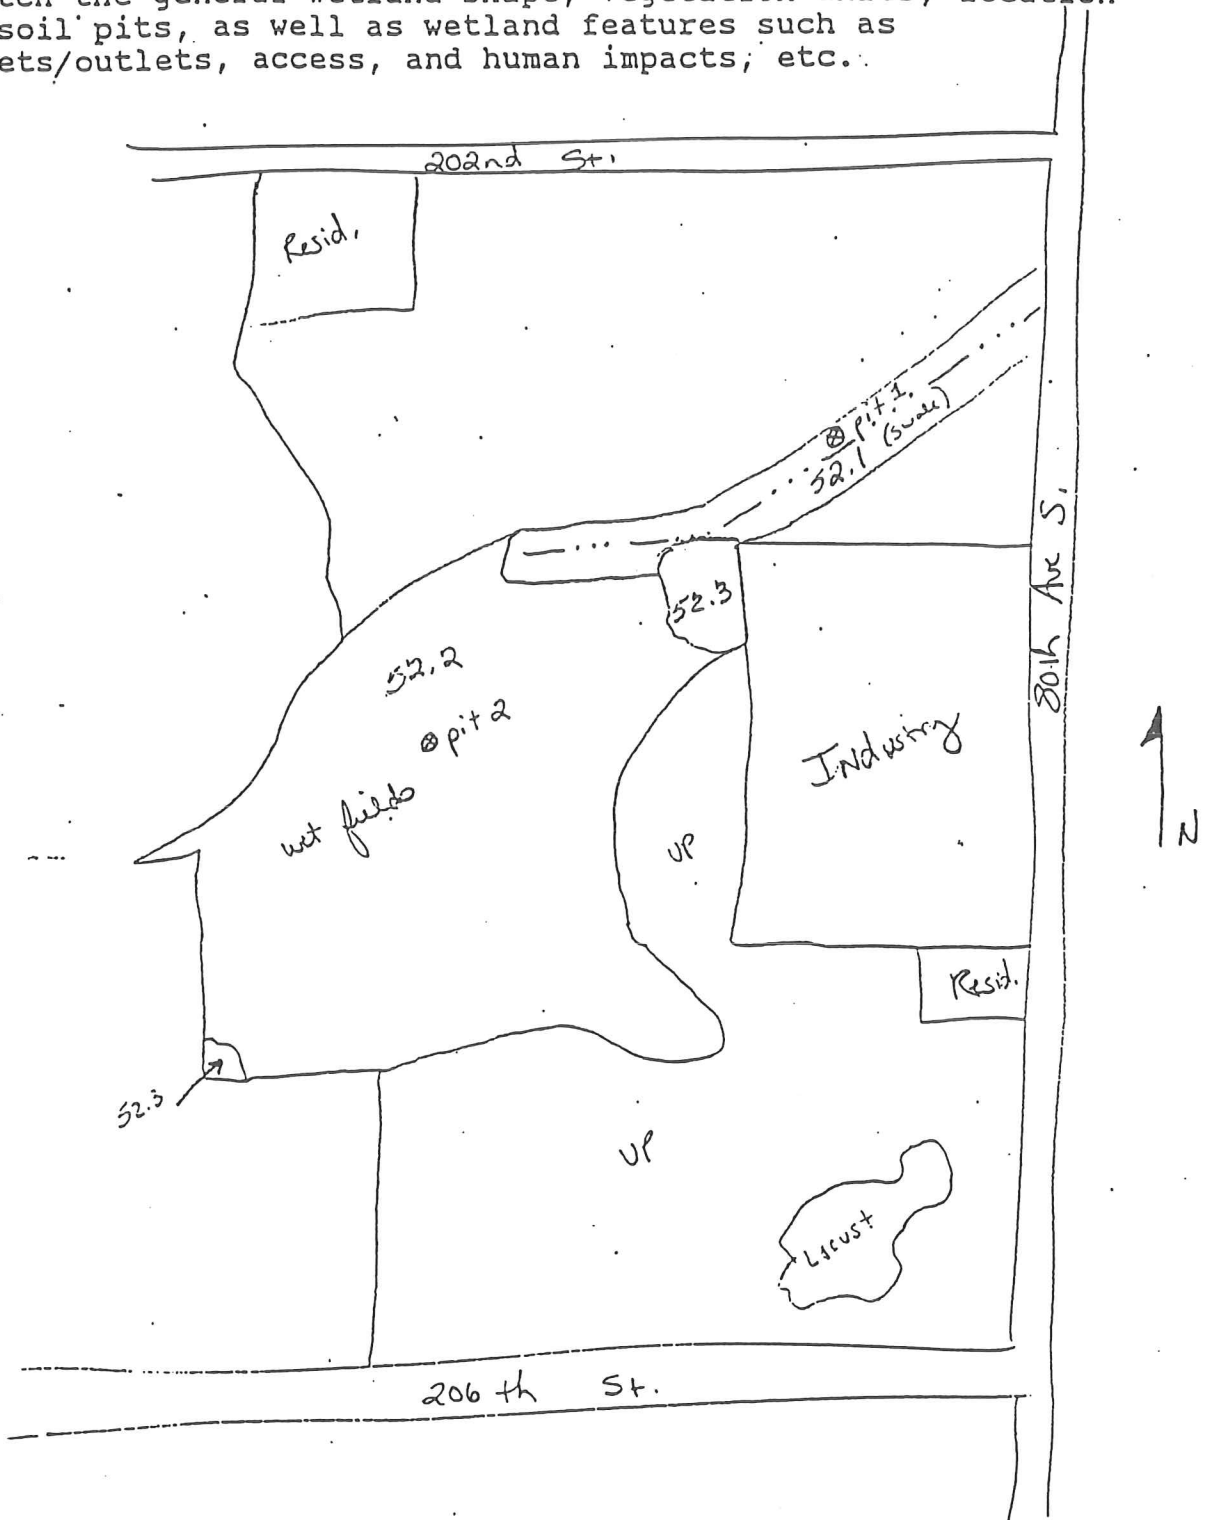 soil pits, as well as wetland features such as
ets/outlets, access, and human impacts, etc.
202nd St.
Resid.
pit 1
52.1 (swale)
80th Ave S.
52.3
52.2
pit 2
Industry
wet fields
UP
N
Resid.
52.3
UP
Locust
206th St.